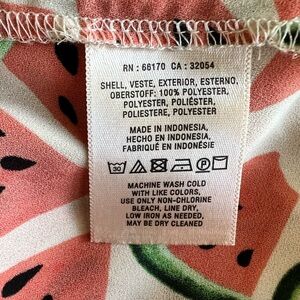 RN : 66170 CA : 32054
SHELL, VESTE, EXTERIOR, ESTERNO,
OBERSTOFF: 100% POLYESTER,
POLYESTER, POLIÉSTER,
POLIESTERE, POLYESTER
MADE IN INDONESIA,
HECHO EN INDONESIA,
FABRIQUÉ EN INDONÉSIE
30
P
MACHINE WASH COLD
WITH LIKE COLORS,
USE ONLY NON-CHLORINE
BLEACH, LINE DRY,
LOW IRON AS NEEDED,
MAY BE DRY CLEANED